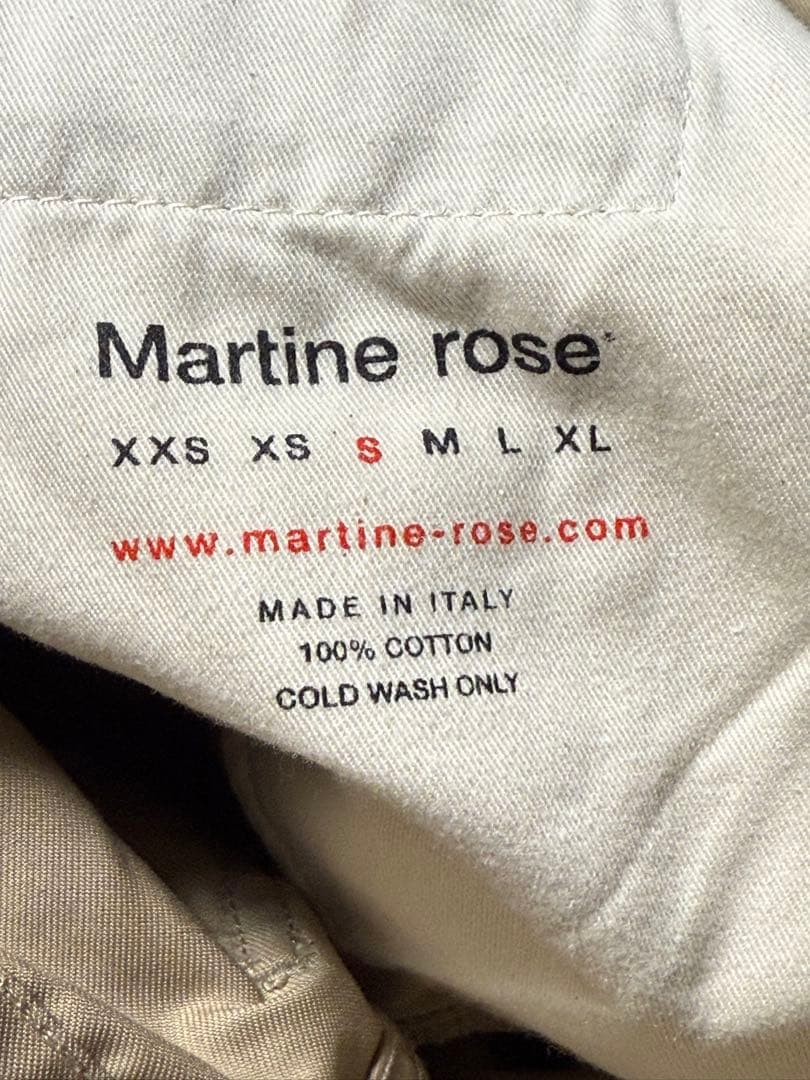 Martine rose
XXS XS S M L XL
www.martine-rose.com
MADE IN ITALY
100% COTTON
COLD WASH ONLY